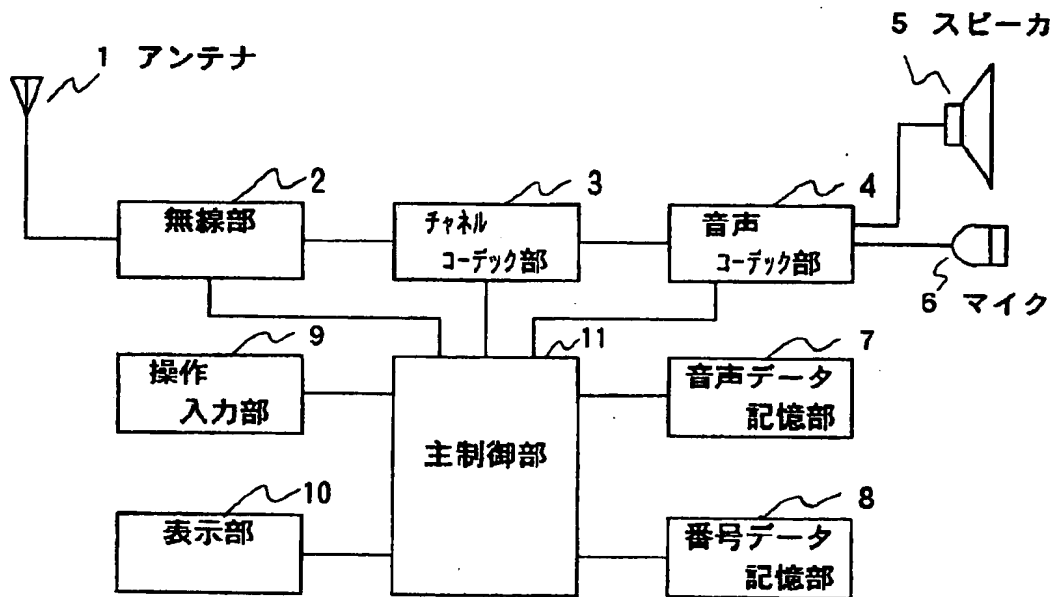 1 アンテナ
5 スピーカ
2
無線部
3
チャネル
コーデック部
4
音声
コーデック部
6 マイク
9
操作
入力部
11
主制御部
7
音声データ
記憶部
10
表示部
8
番号データ
記憶部